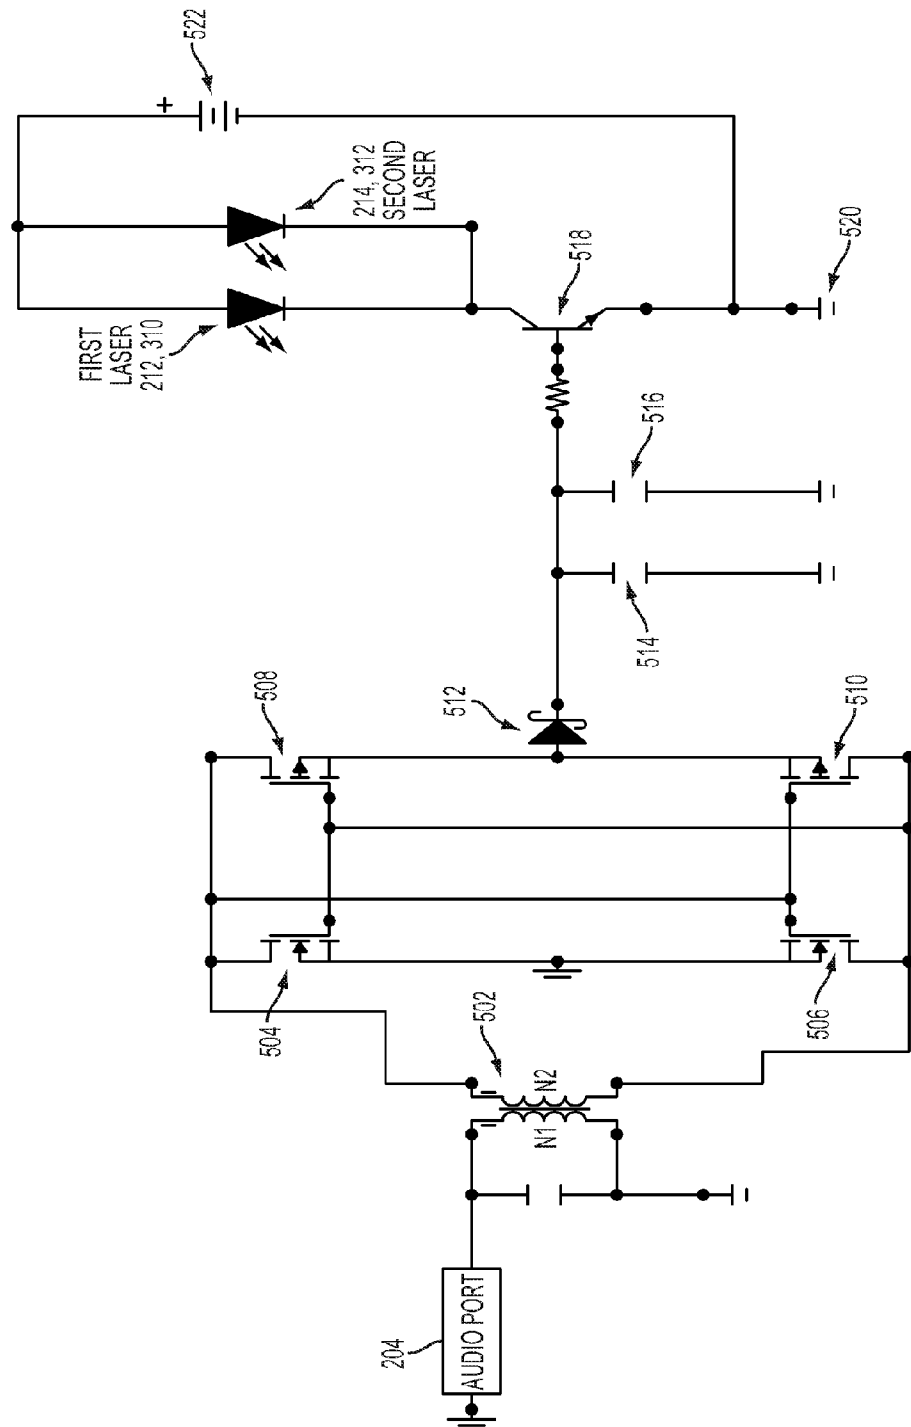 204
AUDIO PORT
N1
N2
502
504
506
508
510
512
514
516
518
520
FIRST
LASER
212, 310
214, 312
SECOND
LASER
522
+